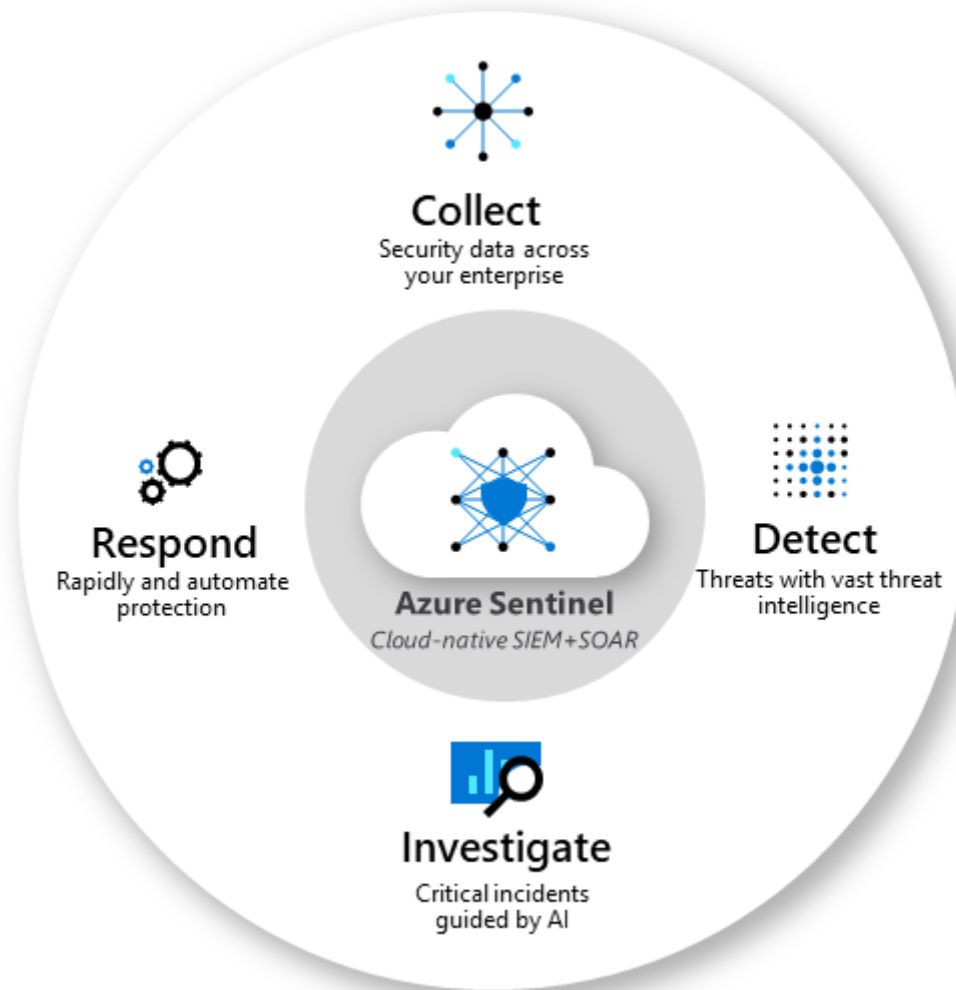 Collect
Security data across
your enterprise
Respond
Rapidly and automate
protection
Azure Sentinel
Cloud-native SIEM+SOAR
Detect
Threats with vast threat
intelligence
Investigate
Critical incidents
guided by AI